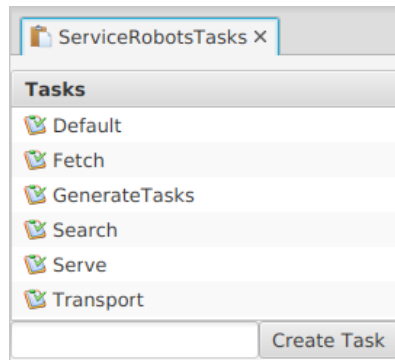 ServiceRobotsTasks ×
Tasks
Default
Fetch
GenerateTasks
Search
Serve
Transport
Create Task